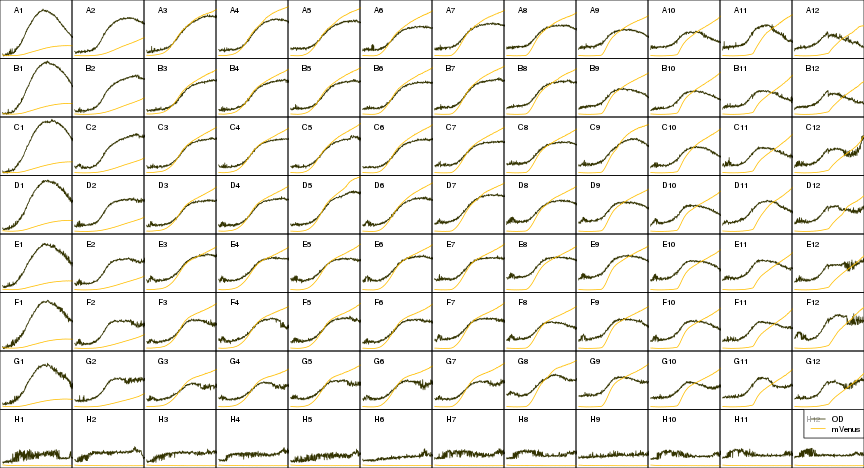 A1 A2 A3 A4 A5 A6 A7 A8 A9 A10 A11 A12
B1 B2 B3 B4 B5 B6 B7 B8 B9 B10 B11 B12
C1 C2 C3 C4 C5 C6 C7 C8 C9 C10 C11 C12
D1 D2 D3 D4 D5 D6 D7 D8 D9 D10 D11 D12
E1 E2 E3 E4 E5 E6 E7 E8 E9 E10 E11 E12
F1 F2 F3 F4 F5 F6 F7 F8 F9 F10 F11 F12
G1 G2 G3 G4 G5 G6 G7 G8 G9 G10 G11 G12
H1 H2 H3 H4 H5 H6 H7 H8 H9 H10 H11 H12
OD
mVenus